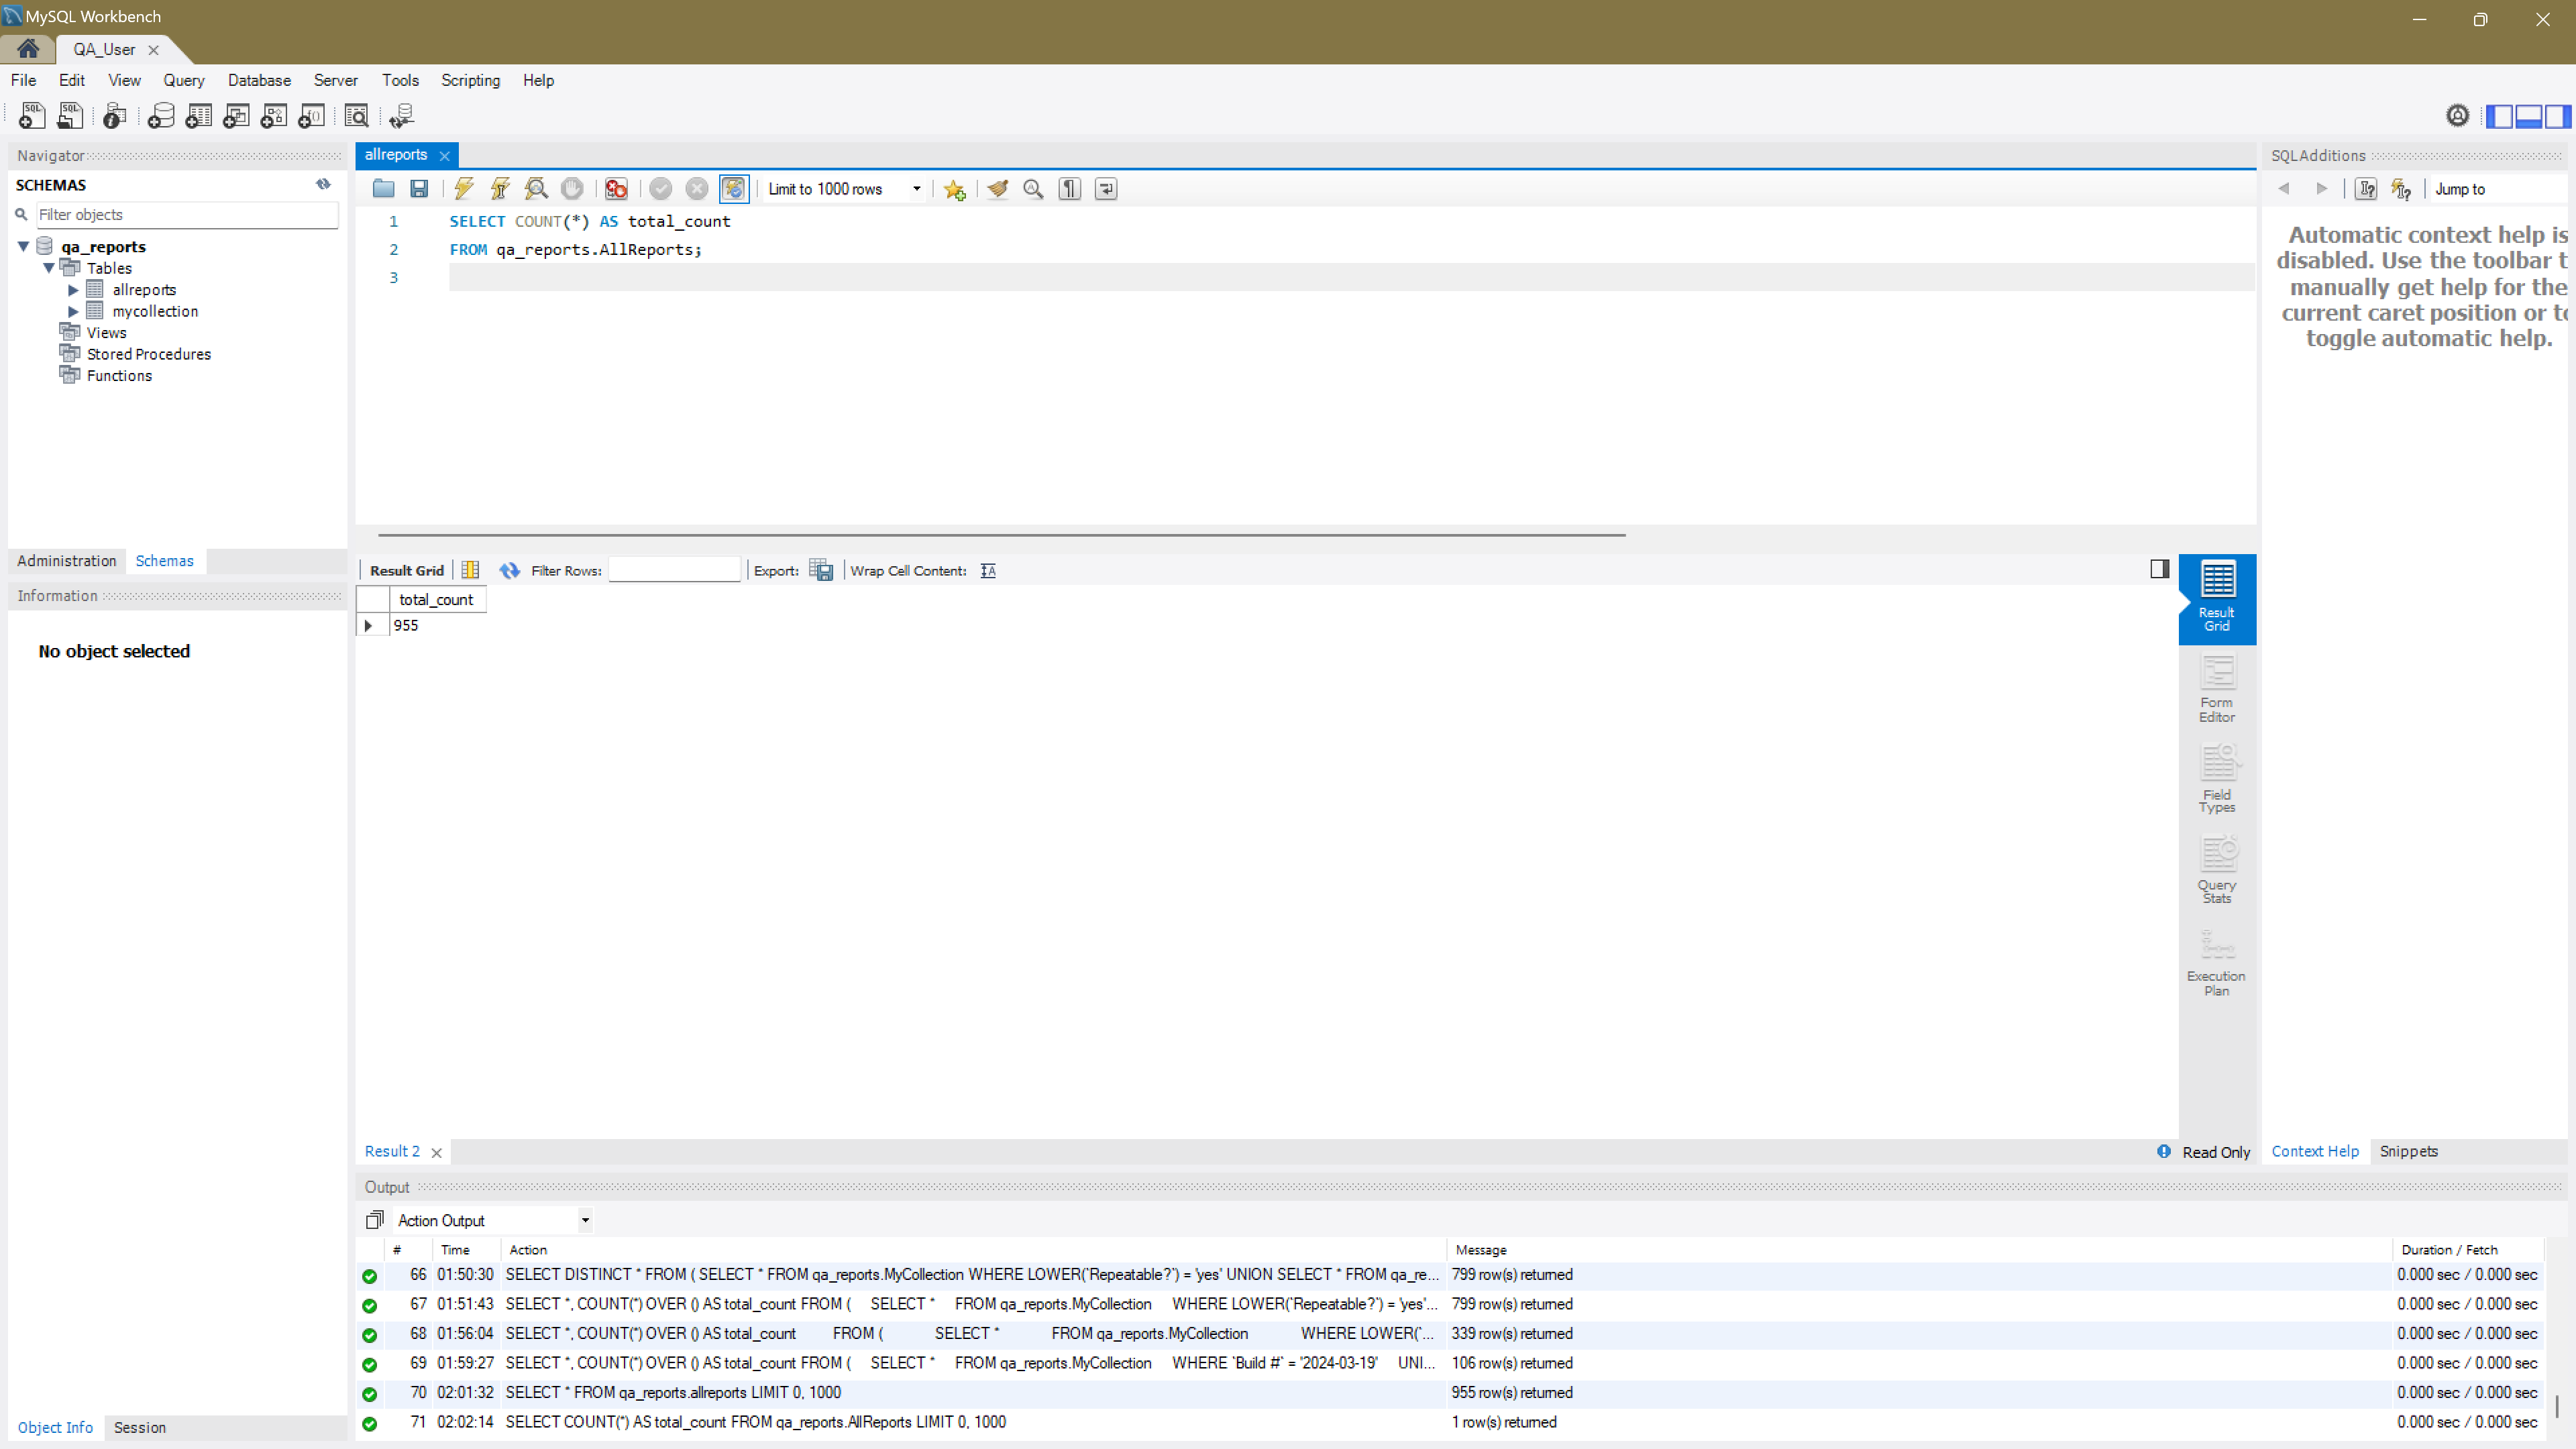 MySQL Workbench
QA_User
File Edit View Query Database Server Tools Scripting Help
Navigator
SCHEMAS
Filter objects
qa_reports
Tables
allreports
mycollection
Views
Stored Procedures
Functions
Administration Schemas
Information
No object selected
Object Info Session
allreports
Limit to 1000 rows
1 SELECT COUNT(*) AS total_count
2 FROM qa_reports.AllReports;
3
Result Grid Filter Rows: Export: Wrap Cell Content:
total_count
955
Result Grid
Form Editor
Field Types
Query Stats
Execution Plan
Result 2
Read Only
SQLAdditions
Jump to
Automatic context help is
disabled. Use the toolbar t
manually get help for the
current caret position or to
toggle automatic help.
Context Help Snippets
Output
Action Output
# Time Action Message Duration / Fetch
66 01:50:30 SELECT DISTINCT * FROM ( SELECT * FROM qa_reports.MyCollection WHERE LOWER(`Repeatable?`) = 'yes' UNION SELECT * FROM qa_re... 799 row(s) returned 0.000 sec / 0.000 sec
67 01:51:43 SELECT *, COUNT(*) OVER () AS total_count FROM ( SELECT * FROM qa_reports.MyCollection WHERE LOWER(`Repeatable?`) = 'yes'... 799 row(s) returned 0.000 sec / 0.000 sec
68 01:56:04 SELECT *, COUNT(*) OVER () AS total_count FROM ( SELECT * FROM qa_reports.MyCollection WHERE LOWER(`... 339 row(s) returned 0.000 sec / 0.000 sec
69 01:59:27 SELECT *, COUNT(*) OVER () AS total_count FROM ( SELECT * FROM qa_reports.MyCollection WHERE `Build #` = '2024-03-19' UNI... 106 row(s) returned 0.000 sec / 0.000 sec
70 02:01:32 SELECT * FROM qa_reports.allreports LIMIT 0, 1000 955 row(s) returned 0.000 sec / 0.000 sec
71 02:02:14 SELECT COUNT(*) AS total_count FROM qa_reports.AllReports LIMIT 0, 1000 1 row(s) returned 0.000 sec / 0.000 sec